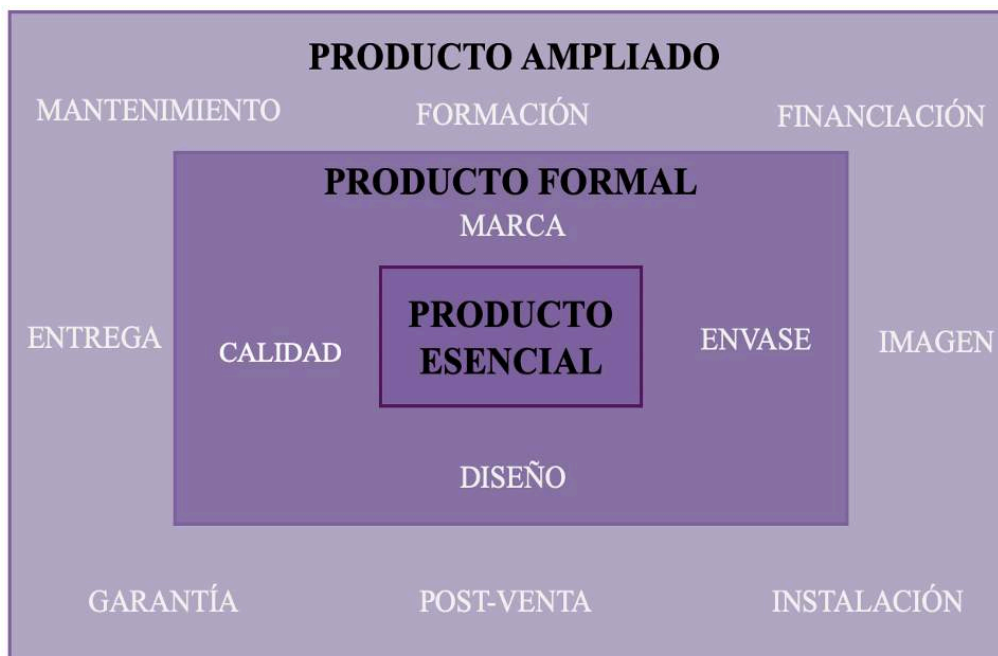 PRODUCTO AMPLIADO
MANTENIMIENTO
FORMACIÓN
FINANCIACIÓN
PRODUCTO FORMAL
MARCA
ENTREGA
CALIDAD
PRODUCTO
ESENCIAL
ENVASE
IMAGEN
DISEÑO
GARANTÍA
POST-VENTA
INSTALACIÓN